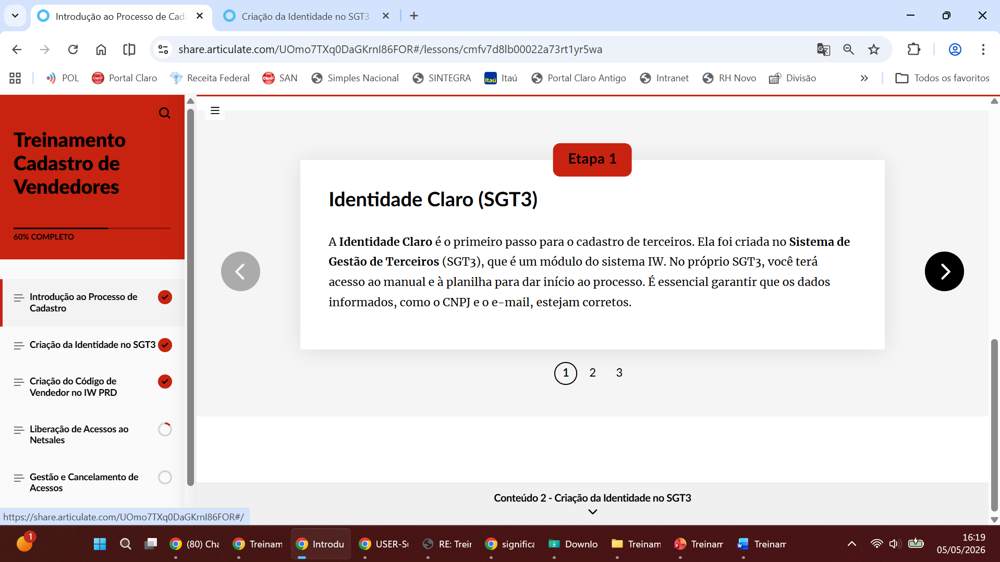 Introdução ao Processo de Cad
Criação da Identidade no SGT3
share.articulate.com/UOmo7TXq0DaGKrnI86FOR#/lessons/cmfv7d8lb00022a73rt1yr5wa
POL
Portal Claro
Receita Federal
SAN
Simples Nacional
SINTEGRA
Itaú
Portal Claro Antigo
Intranet
RH Novo
Divisão
Todos os favoritos
Treinamento
Cadastro de
Vendedores
60% COMPLETO
Introdução ao Processo de
Cadastro
Criação da Identidade no SGT3
Criação do Código de
Vendedor no IW PRD
Liberação de Acessos ao
Netsales
Gestão e Cancelamento de
Acessos
https://share.articulate.com/UOmo7TXq0DaGKrnI86FOR#/
Etapa 1
Identidade Claro (SGT3)
A Identidade Claro é o primeiro passo para o cadastro de terceiros. Ela foi criada no Sistema de
Gestão de Terceiros (SGT3), que é um módulo do sistema IW. No próprio SGT3, você terá
acesso ao manual e à planilha para dar início ao processo. É essencial garantir que os dados
informados, como o CNPJ e o e-mail, estejam corretos.
1 2 3
Conteúdo 2 - Criação da Identidade no SGT3
1
(80) Cha
Treinam
Introdu
USER-Su
RE: Trein
significa
Downlo
Treinam
Treinam
Treinam
16:19
05/05/2026